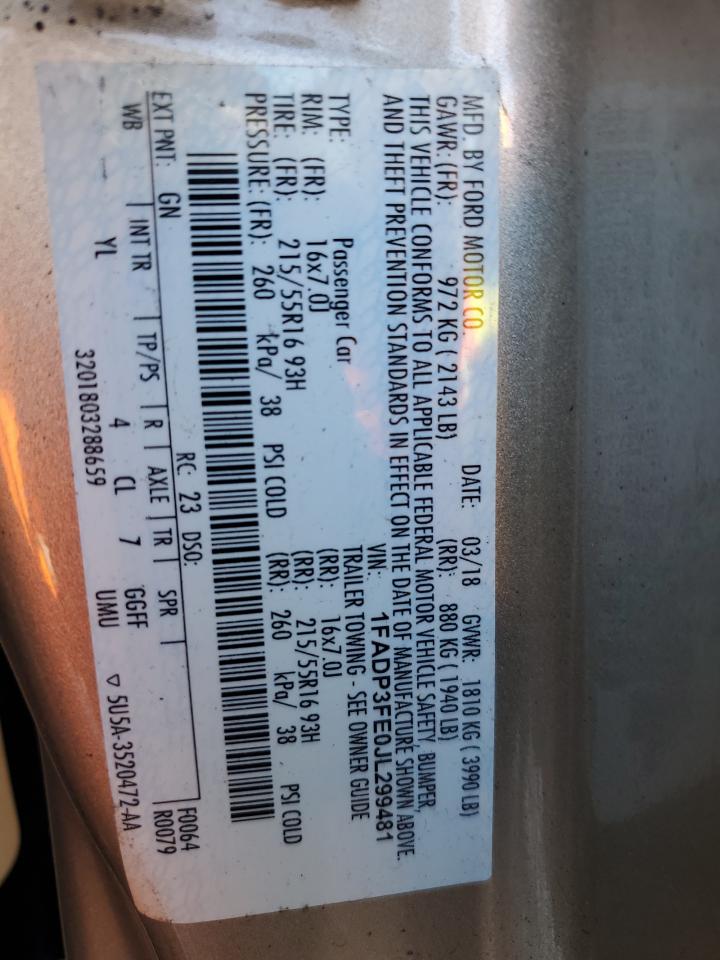 MFD. BY FORD MOTOR CO. DATE: 03/18 GVWR: 1810 KG ( 3990 LB)
GAWR: (FR): 972 KG ( 2143 LB) (RR): 880 KG ( 1940 LB)
THIS VEHICLE CONFORMS TO ALL APPLICABLE FEDERAL MOTOR VEHICLE SAFETY, BUMPER,
AND THEFT PREVENTION STANDARDS IN EFFECT ON THE DATE OF MANUFACTURE SHOWN ABOVE.
VIN: 1FADP3FE0JL299481
TYPE: Passenger Car TRAILER TOWING - SEE OWNER GUIDE
RIM: (FR): 16x7.0J (RR): 16x7.0J
TIRE: (FR): 215/55R16 93H (RR): 215/55R16 93H
PRESSURE: (FR): 260 kPa/ 38 PSI COLD (RR): 260 kPa/ 38 PSI COLD
F0064
EXT PNT: GN RC: 23 DSO: R0079
WB | INT TR | TP/PS | R | AXLE | TR | SPR |
YL 4 CL 7 GGFF
UMU ▽ 5U5A-3520472-AA
3201803288659